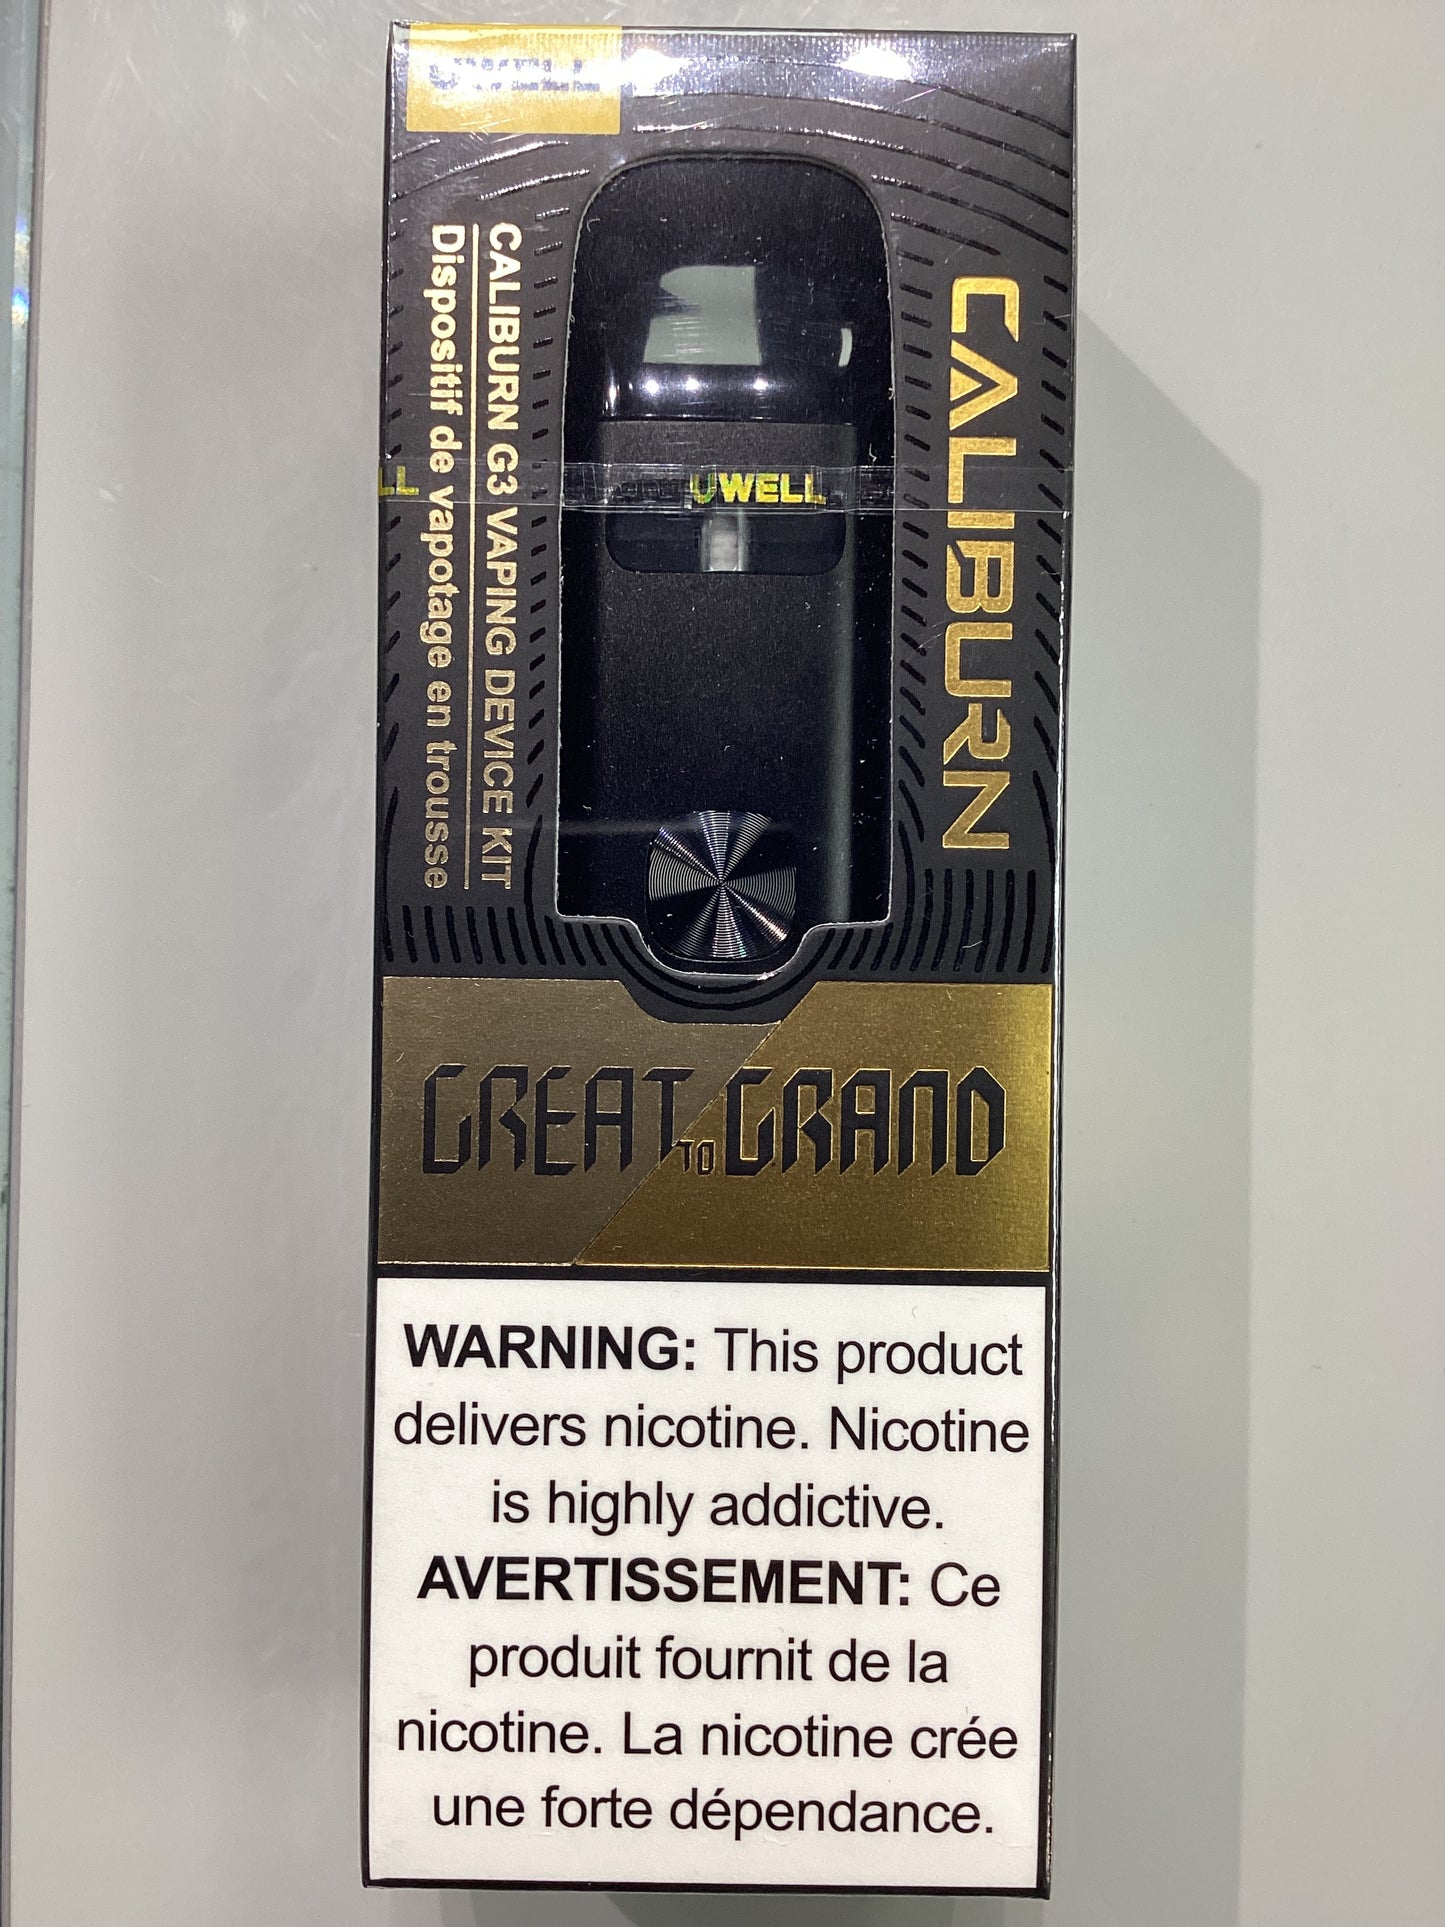 CALIBURN G3 VAPING DEVICE KIT
Dispositif de vapotage en trousse
CALIBURN
LL
UWELL
GREAT TO GRAND
WARNING: This product
delivers nicotine. Nicotine
is highly addictive.
AVERTISSEMENT: Ce
produit fournit de la
nicotine. La nicotine crée
une forte dépendance.